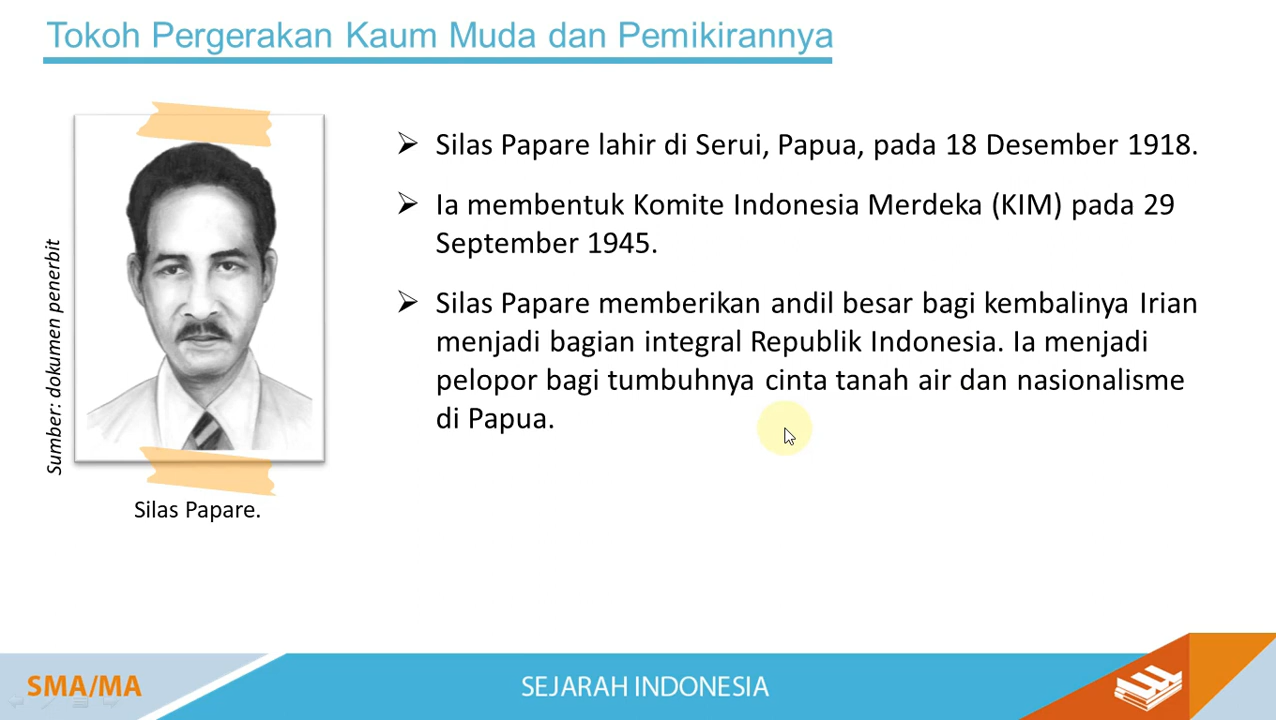 Tokoh Pergerakan Kaum Muda dan Pemikirannya
Sumber: dokumen penerbit
Silas Papare.
Silas Papare lahir di Serui, Papua, pada 18 Desember 1918.
Ia membentuk Komite Indonesia Merdeka (KIM) pada 29
September 1945.
Silas Papare memberikan andil besar bagi kembalinya Irian
menjadi bagian integral Republik Indonesia. Ia menjadi
pelopor bagi tumbuhnya cinta tanah air dan nasionalisme
di Papua.
SMA/MA
SEJARAH INDONESIA